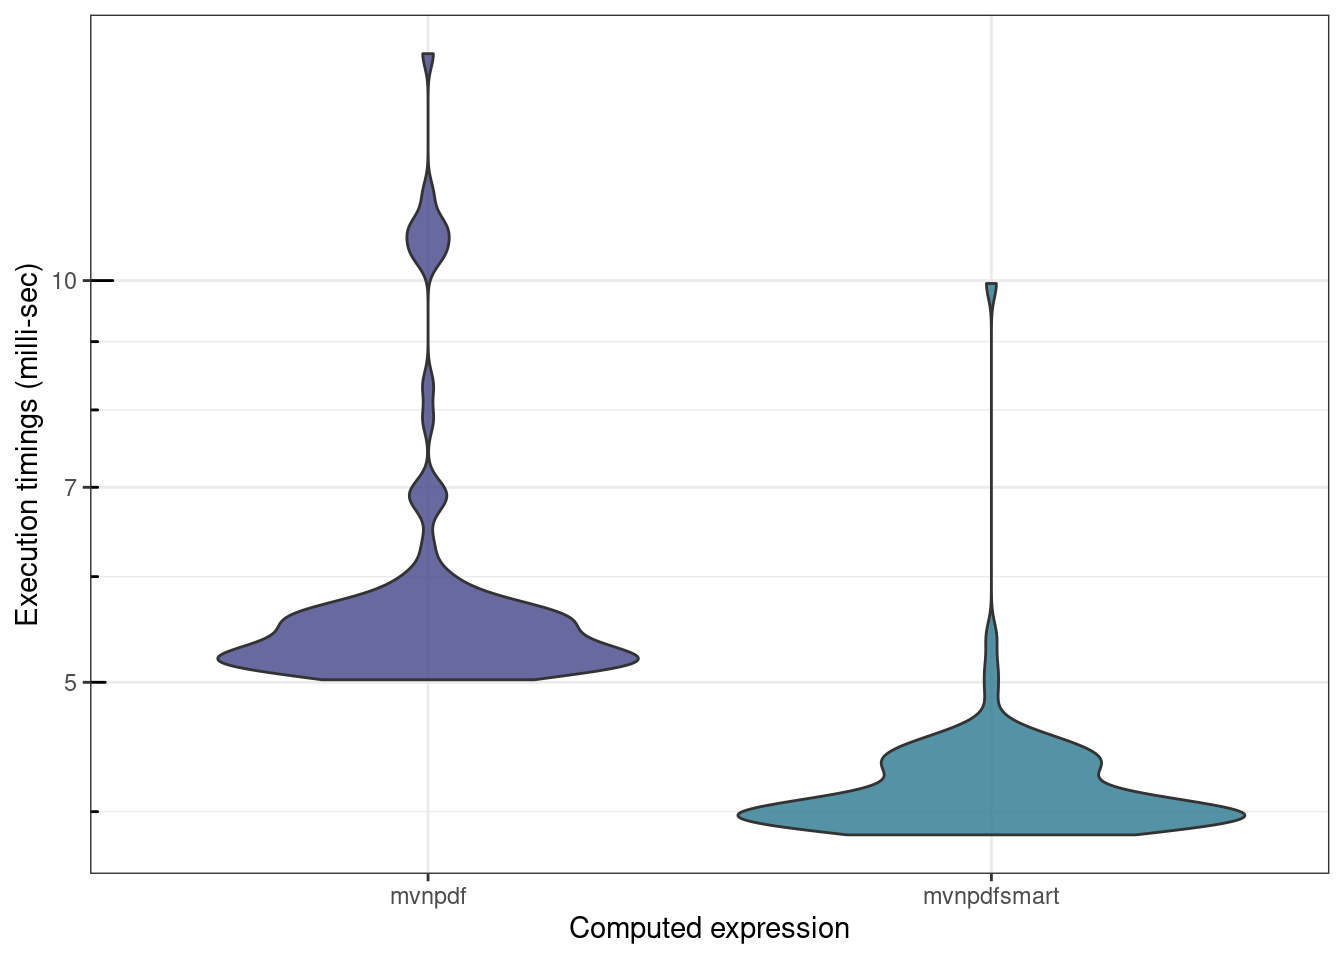 Execution timings (milli-sec)
10
7
5
mvnpdf
mvnpdfsmart
Computed expression